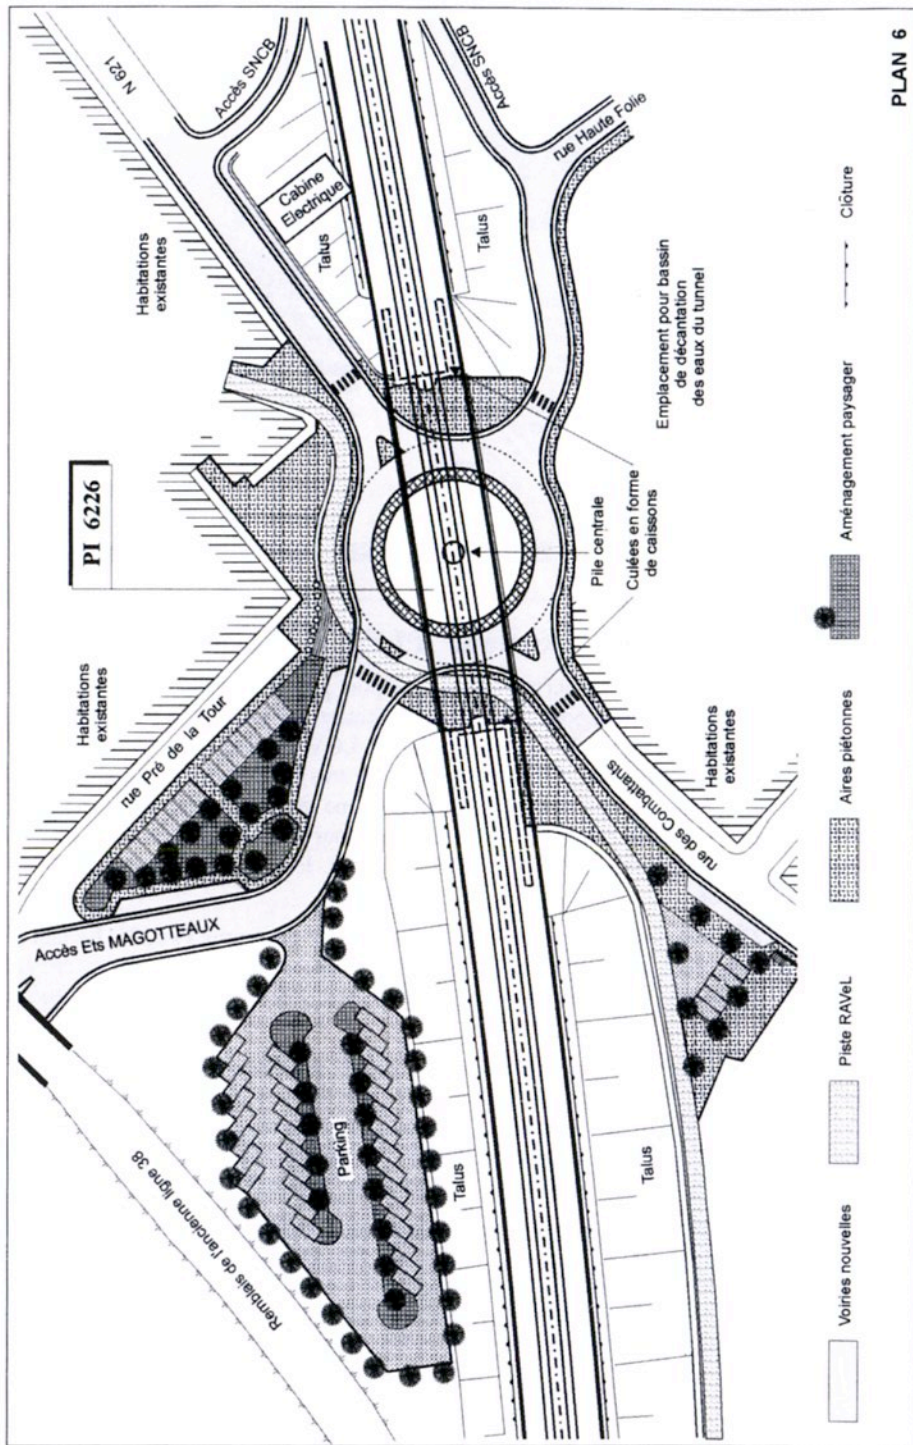 N 621
Accès SNCB
Accès SNCB
rue Haute Folie
Cabine
Electrique
Talus
Talus
Habitations
existantes
PI 6226
Emplacement pour bassin
de décantation
des eaux du tunnel
Pile centrale
Culées en forme
de caissons
Habitations
existantes
rue Pré de la Tour
Habitations
existantes
rue des Combattants
Accès Ets MAGOTTEAUX
Parking
Remblais de l'ancienne ligne 38
Talus
Talus
Voiries nouvelles
Piste RAVeL
Aires piétonnes
Aménagement paysager
Clôture
PLAN 6